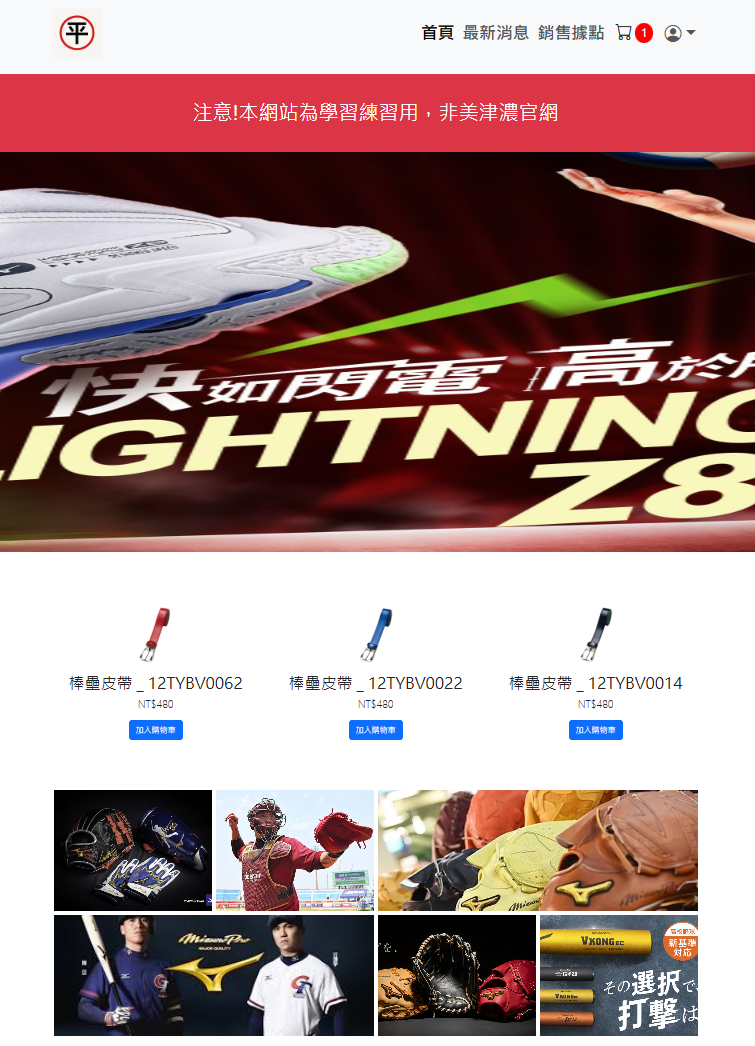 平
首頁 最新消息 銷售據點 1
注意!本網站為學習練習用，非美津濃官網
快如閃電 高於
LIGHTNING
Z8
棒壘皮帶 _ 12TYBV0062 棒壘皮帶 _ 12TYBV0022 棒壘皮帶 _ 12TYBV0014
NT$480 NT$480 NT$480
加入購物車 加入購物車 加入購物車
MizunoPro
VKONG EC
新基準
対応
その選択で
打撃は